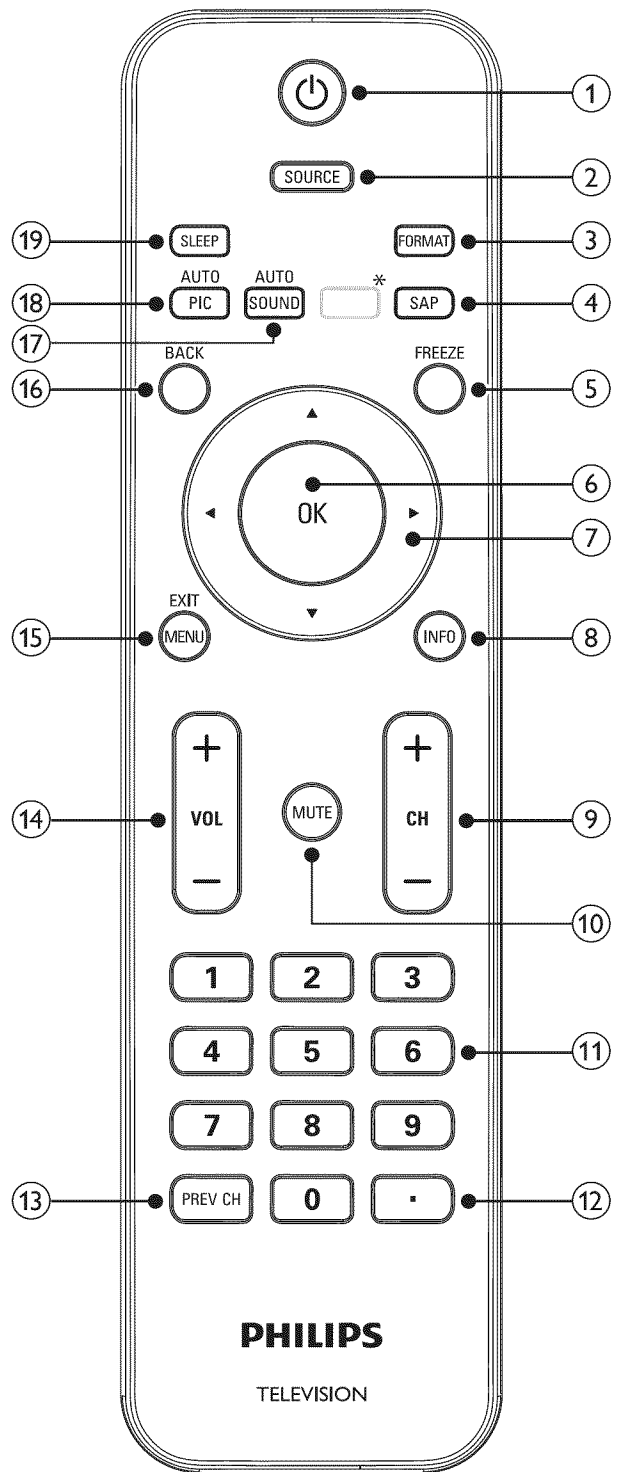 1
SOURCE
2
19
SLEEP
FORMAT
3
AUTO
AUTO
*
18
PIC
SOUND
SAP
4
17
BACK
FREEZE
16
5
6
OK
7
EXIT
15
MENU
INFO
8
+
+
14
VOL
MUTE
CH
9
−
−
10
1 2 3
4 5 6
11
7 8 9
13
PREV CH
0
.
12
PHILIPS
TELEVISION